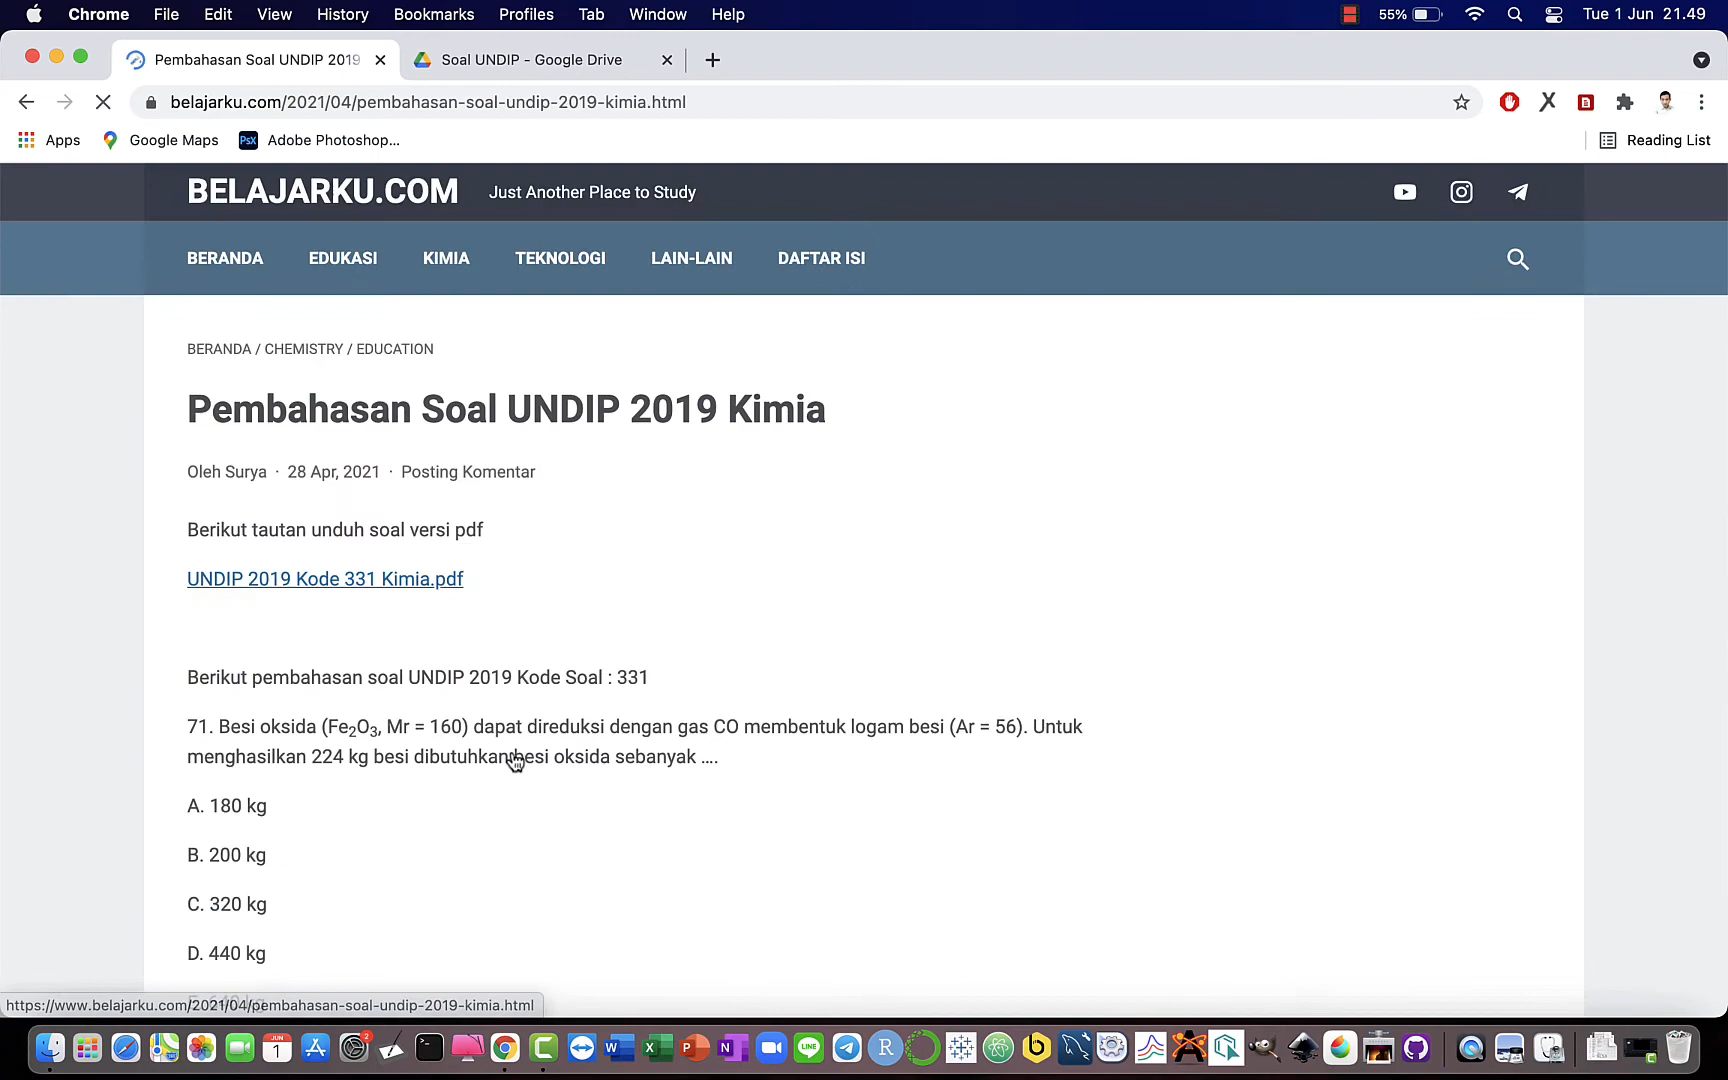 Chrome File Edit View History Bookmarks Profiles Tab Window Help 55% Tue 1 Jun 21.49
Pembahasan Soal UNDIP 2019 Soal UNDIP - Google Drive
belajarku.com/2021/04/pembahasan-soal-undip-2019-kimia.html
Apps Google Maps PsX Adobe Photoshop... Reading List
BELAJARKU.COM Just Another Place to Study
BERANDA EDUKASI KIMIA TEKNOLOGI LAIN-LAIN DAFTAR ISI
BERANDA / CHEMISTRY / EDUCATION
Pembahasan Soal UNDIP 2019 Kimia
Oleh Surya · 28 Apr, 2021 · Posting Komentar
Berikut tautan unduh soal versi pdf
UNDIP 2019 Kode 331 Kimia.pdf
Berikut pembahasan soal UNDIP 2019 Kode Soal : 331
71. Besi oksida (Fe₂O₃, Mr = 160) dapat direduksi dengan gas CO membentuk logam besi (Ar = 56). Untuk
menghasilkan 224 kg besi dibutuhkan besi oksida sebanyak ....
A. 180 kg
B. 200 kg
C. 320 kg
D. 440 kg
https://www.belajarku.com/2021/04/pembahasan-soal-undip-2019-kimia.html